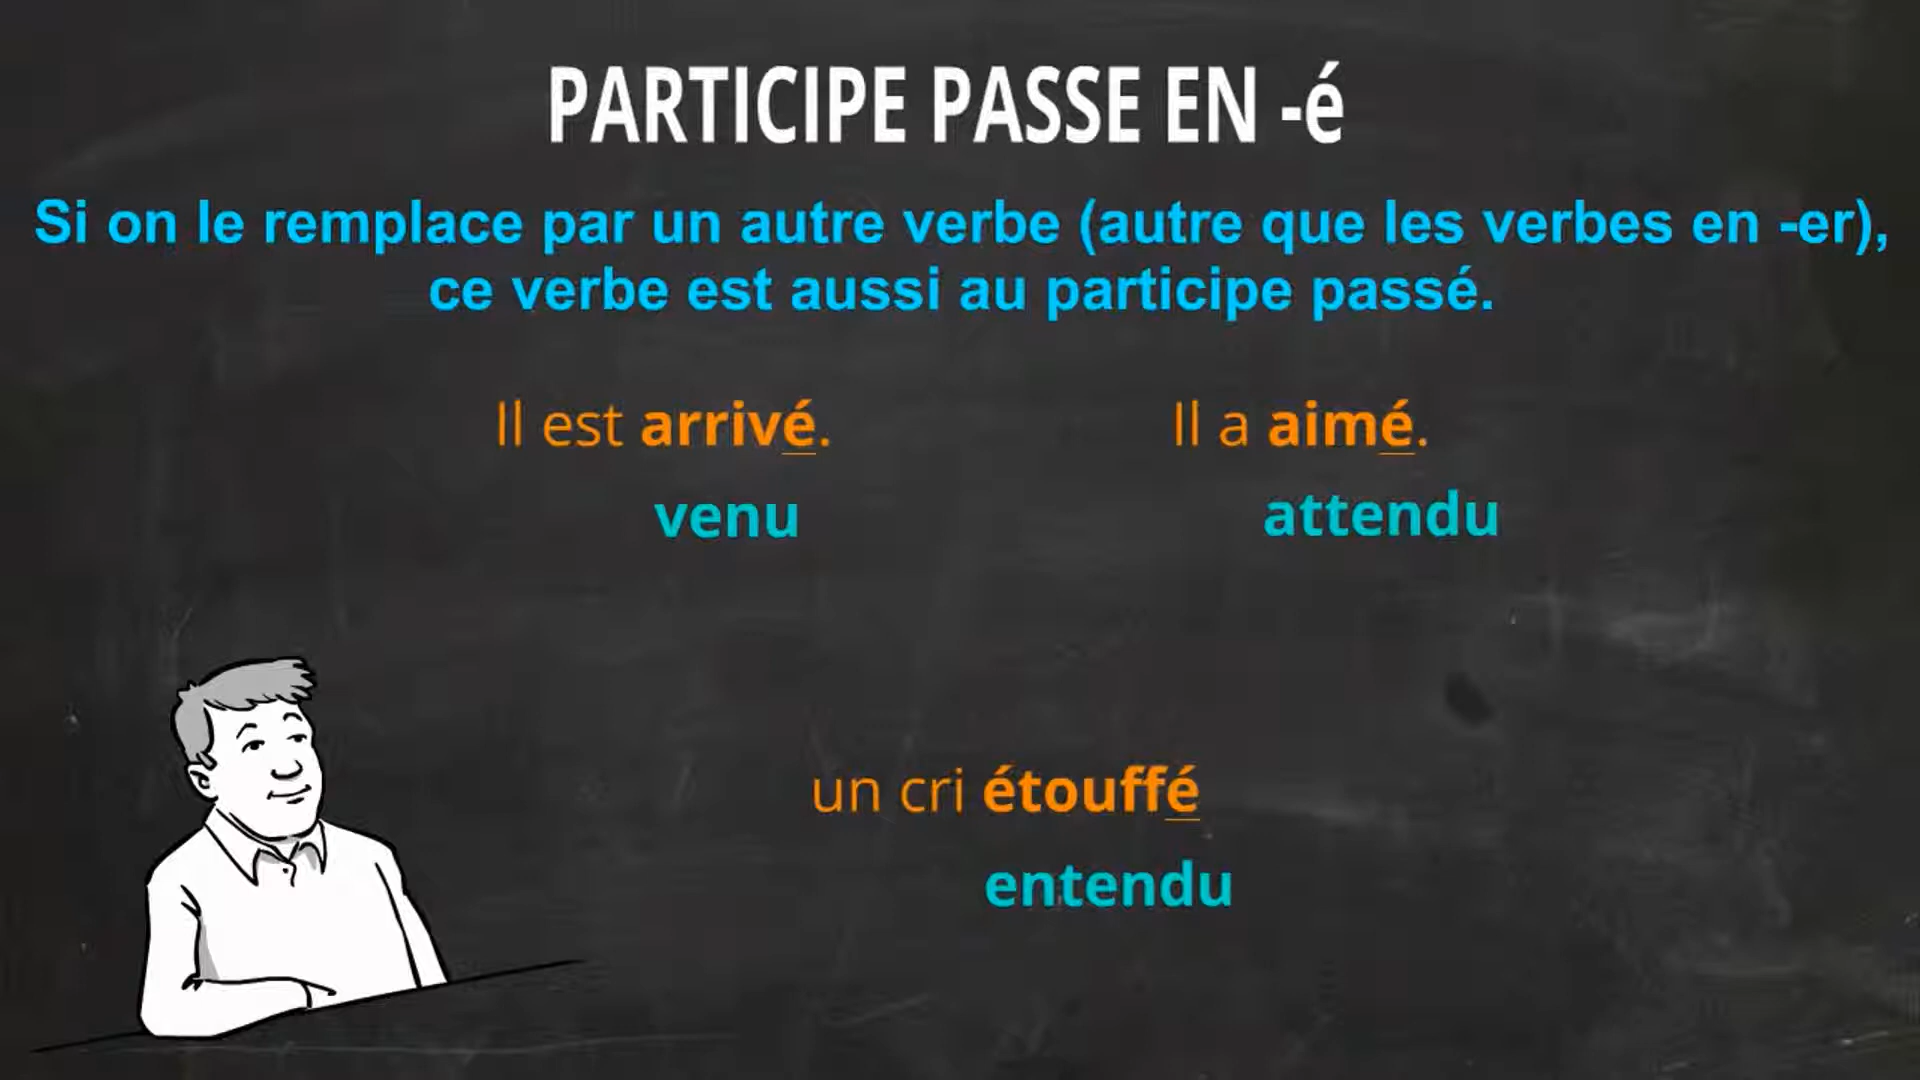 PARTICIPE PASSE EN -é
Si on le remplace par un autre verbe (autre que les verbes en -er),
ce verbe est aussi au participe passé.
Il est arrivé.
Il a aimé.
venu
attendu
un cri étouffé
entendu